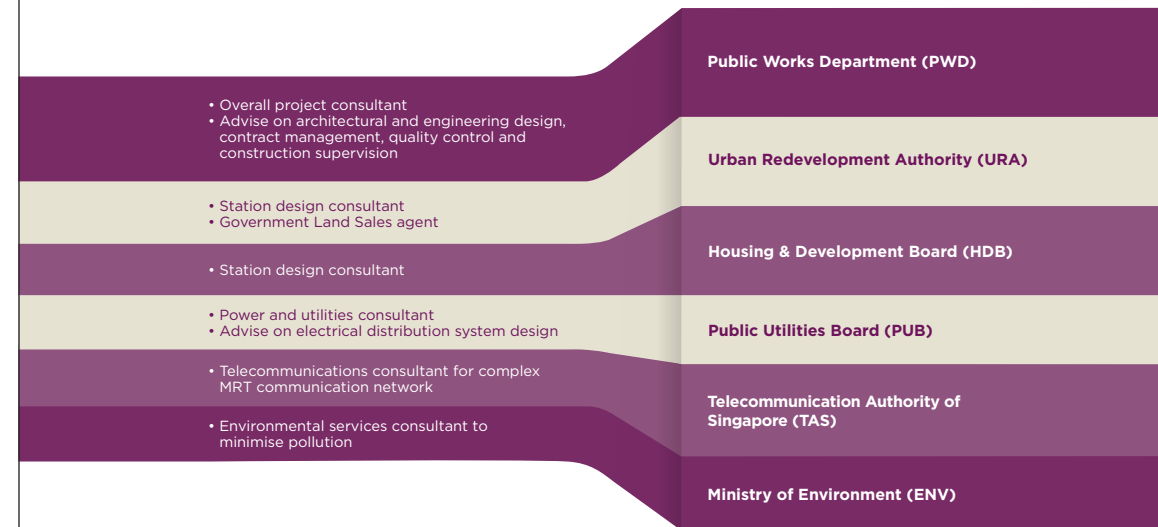 Public Works Department (PWD)
• Overall project consultant
• Advise on architectural and engineering design,
contract management, quality control and
construction supervision
Urban Redevelopment Authority (URA)
• Station design consultant
• Government Land Sales agent
Housing & Development Board (HDB)
• Station design consultant
Public Utilities Board (PUB)
• Power and utilities consultant
• Advise on electrical distribution system design
Telecommunication Authority of
Singapore (TAS)
• Telecommunications consultant for complex
MRT communication network
Ministry of Environment (ENV)
• Environmental services consultant to
minimise pollution